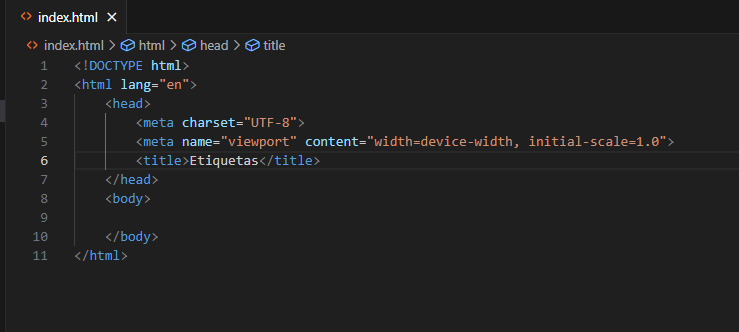 index.html
index.html > html > head > title
1 <!DOCTYPE html>
2 <html lang="en">
3     <head>
4         <meta charset="UTF-8">
5         <meta name="viewport" content="width=device-width, initial-scale=1.0">
6         <title>Etiquetas</title>
7     </head>
8     <body>
9
10     </body>
11 </html>